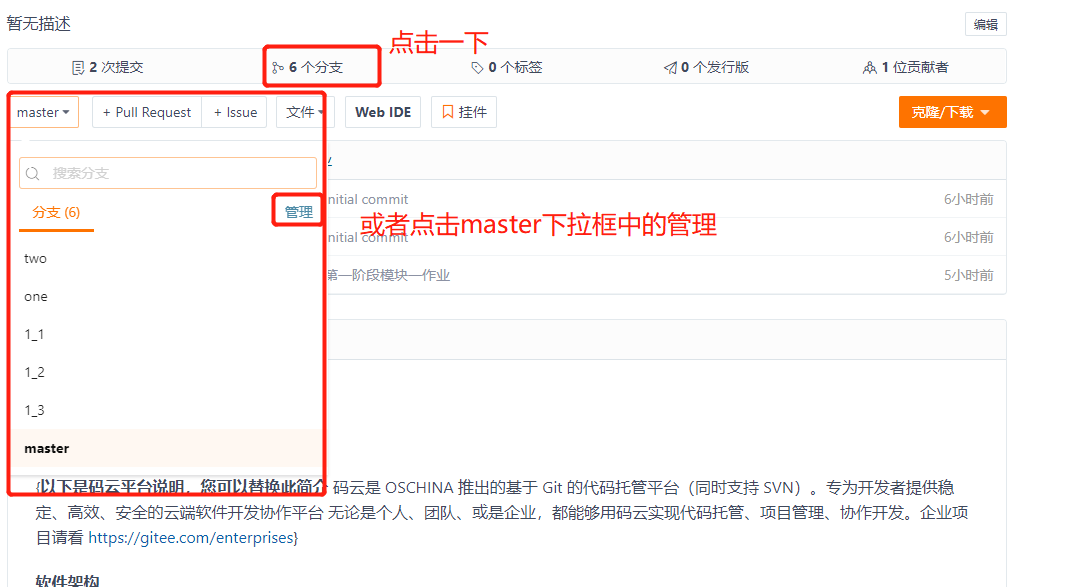 暂无描述
编辑
点击一下
2 次提交
6 个分支
0 个标签
0 个发行版
1 位贡献者
master
+ Pull Request
+ Issue
文件
Web IDE
挂件
克隆/下载
搜索分支
分支 (6)
管理
nitial commit
6小时前
或者点击master下拉框中的管理
nitial commit
6小时前
two
第一阶段模块一作业
5小时前
one
1_1
1_2
1_3
master
{以下是码云平台说明，您可以替换此简介 码云是 OSCHINA 推出的基于 Git 的代码托管平台（同时支持 SVN）。专为开发者提供稳
定、高效、安全的云端软件开发协作平台 无论是个人、团队、或是企业，都能够用码云实现代码托管、项目管理、协作开发。企业项
目请看 https://gitee.com/enterprises}
软件架构